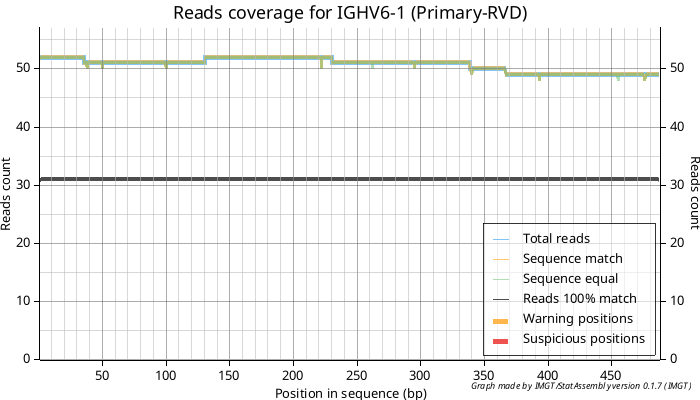 Reads coverage for IGHV6-1 (Primary-RVD)
50
40
30
20
10
0
Reads count
50
40
30
20
10
0
Reads count
Total reads
Sequence match
Sequence equal
Reads 100% match
Warning positions
Suspicious positions
50 100 150 200 250 300 350 400 450
Position in sequence (bp)
Graph made by IMGT/StatAssembly version 0.1.7 (IMGT)